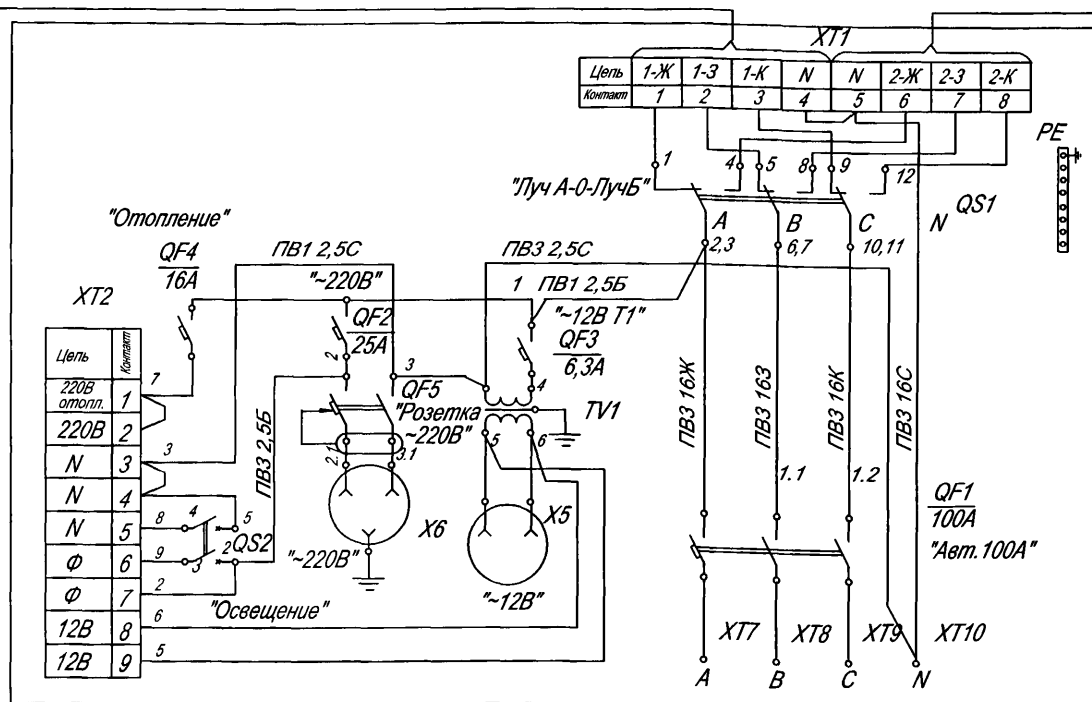 XT1
Цепь 1-Ж 1-З 1-К N N 2-Ж 2-З 2-К
Контакт 1 2 3 4 5 6 7 8
PE
1 4 5 8 9 12
"Луч А-0-ЛучБ"
QS1
A B C N
2,3 6,7 10,11
"Отопление"
QF4
16А
ПВ1 2,5С
"~220В"
ПВ3 2,5С
1 ПВ1 2,5Б
"~12В Т1"
XT2
QF2
25А
2
QF3
6,3А
3
4
QF5
"Розетка
~220В"
TV1
Цепь Контакт
220В отопл. 1
220В 2
N 3
N 4
N 5
Ф 6
Ф 7
12В 8
12В 9
7
3
8 4 5
9 3 2
QS2
2
"Освещение"
6
5
ПВ3 2,5Б
2.1 3.1
5 6
X6
X5
"~220В"
"~12В"
ПВ3 16Ж
ПВ3 16З
ПВ3 16К
ПВ3 16С
1.1 1.2
QF1
100А
"Авт.100А"
XT7 XT8 XT9 XT10
A B C N